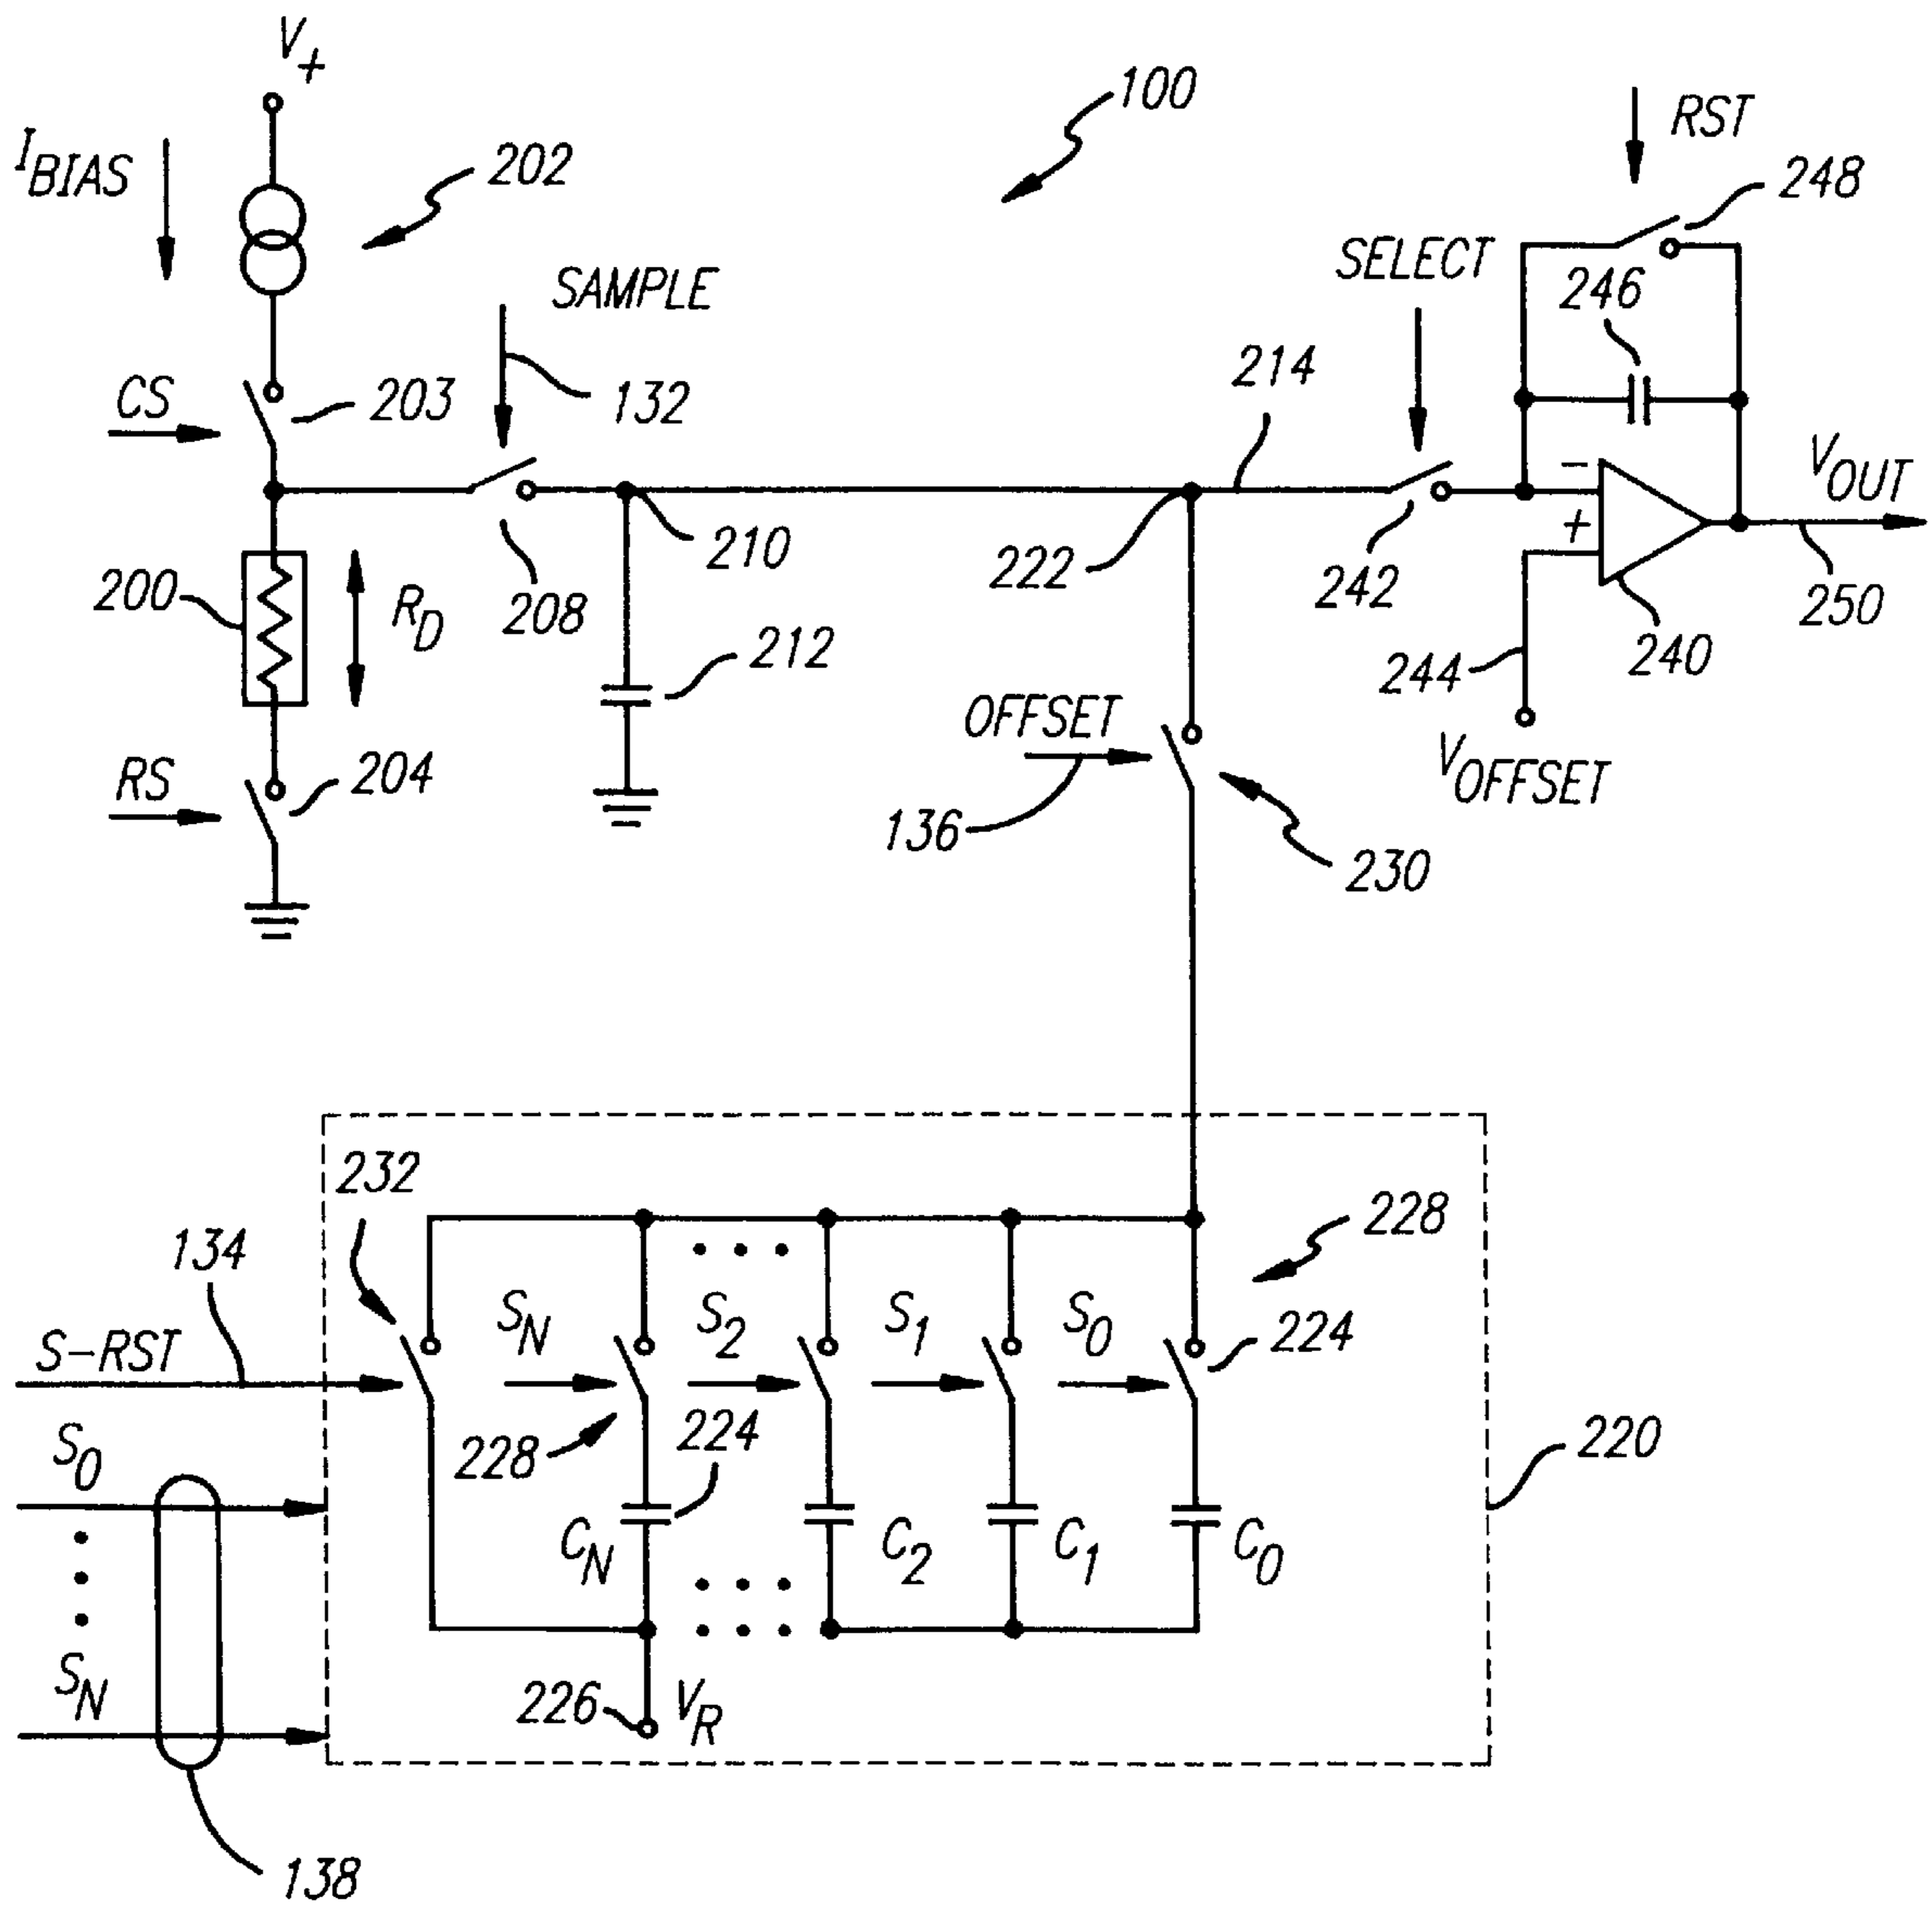 V+
100
RST
IBIAS
202
248
SELECT
SAMPLE
246
214
CS
203
132
VOUT
−
+
210
222
242
250
200
RD
208
240
212
244
OFFSET
VOFFSET
RS
204
136
230
232
228
134
SN
S2
S1
S0
224
S-RST
224
228
220
S0
CN
C2
C1
C0
SN
226
VR
138